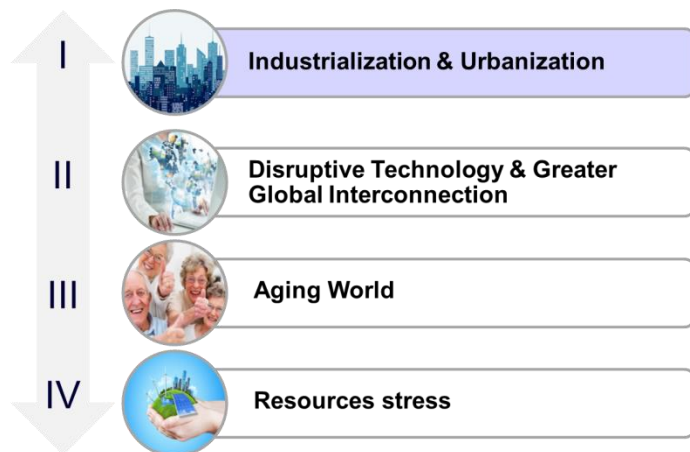 I
Industrialization & Urbanization
II
Disruptive Technology & Greater
Global Interconnection
III
Aging World
IV
Resources stress